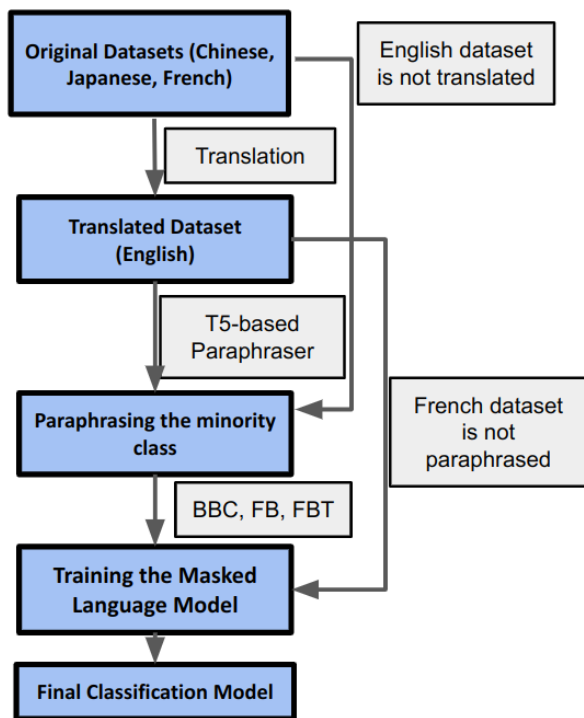 Original Datasets (Chinese,
Japanese, French)
English dataset
is not translated
Translation
Translated Dataset
(English)
T5-based
Paraphraser
Paraphrasing the minority
class
French dataset
is not
paraphrased
BBC, FB, FBT
Training the Masked
Language Model
Final Classification Model